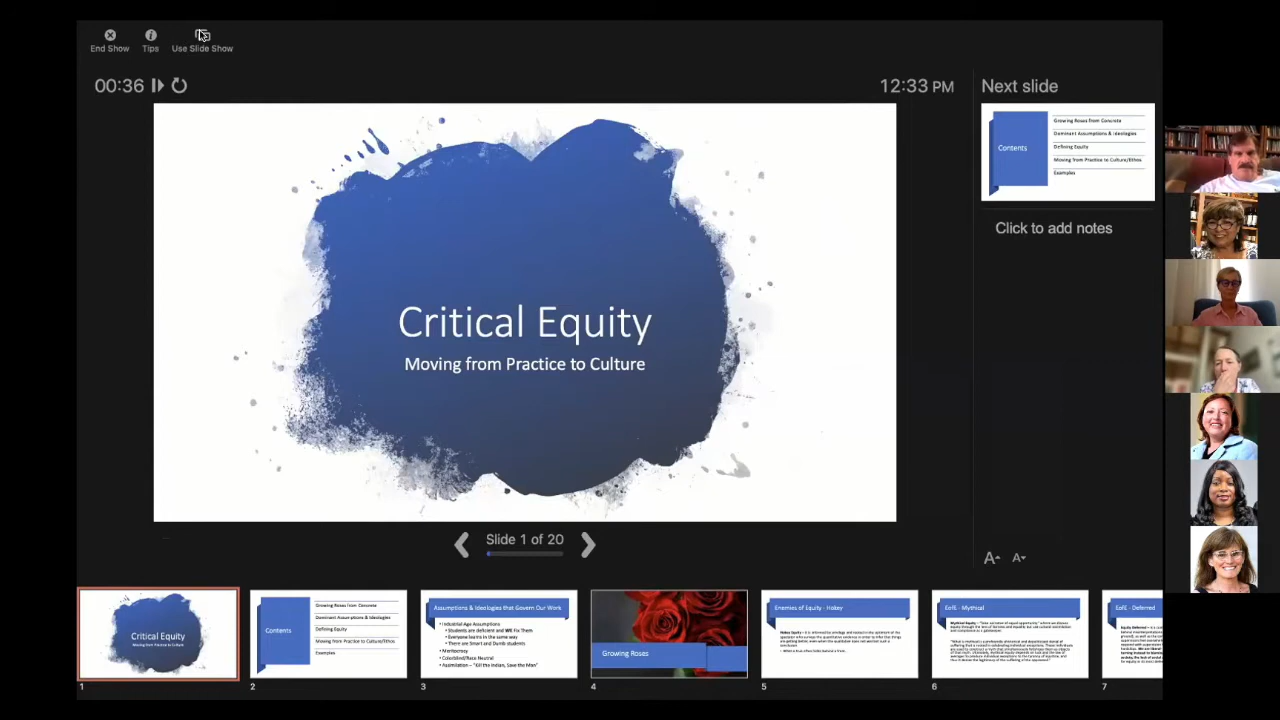 End Show
Tips
Use Slide Show
00:36
12:33 PM
Next slide
Contents
Growing Roses from Concrete
Dominant Assumptions & Ideologies
Defining Equity
Moving from Practice to Culture/Ethos
Examples
Critical Equity
Moving from Practice to Culture
Click to add notes
Slide 1 of 20
A
A
Critical Equity
Moving from Practice to Culture
1
Contents
Growing Roses from Concrete
Dominant Assumptions & Ideologies
Defining Equity
Moving from Practice to Culture/Ethos
Examples
2
Assumptions & Ideologies that Govern Our Work
• Industrial Age Assumptions
• Students are deficient and WE Fix Them
• Everyone learns in the same way
• There are Smart and Dumb students
• Meritocracy
• Colorblind/Race Neutral
• Assimilation – "Kill the Indian, Save the Man"
3
Growing Roses
4
Enemies of Equity - Hokey
5
EofE - Mythical
6
EofE - Deferred
7